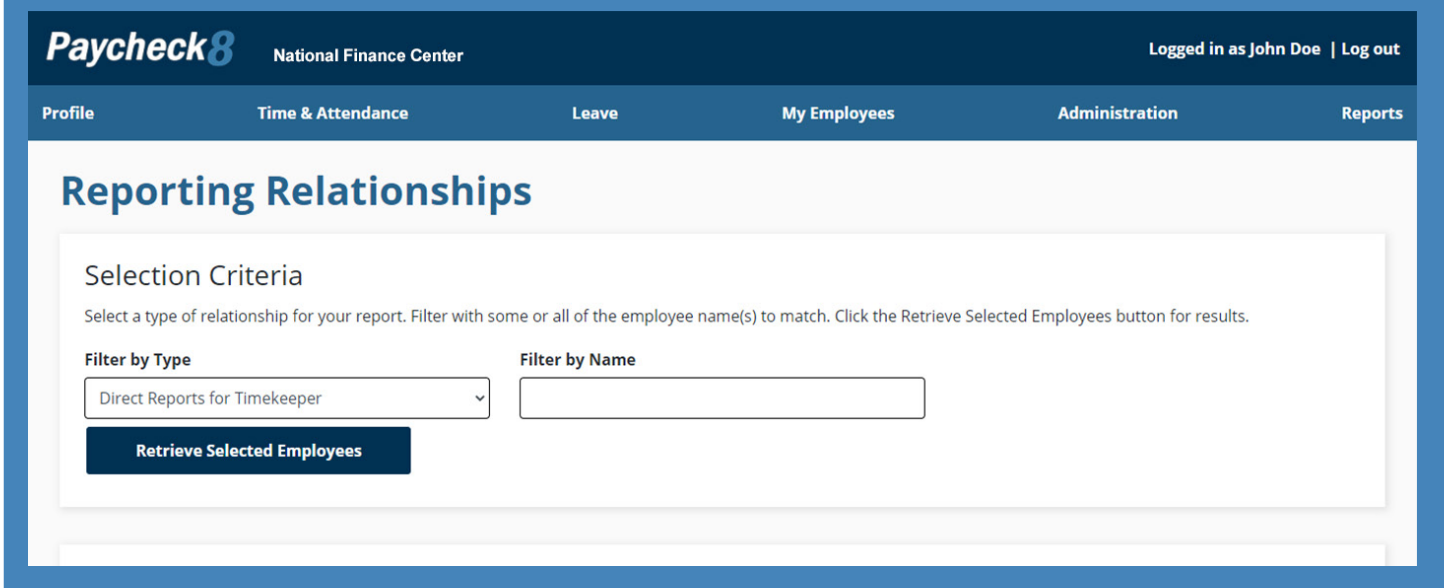 Paycheck8 National Finance Center Logged in as John Doe | Log out
Profile Time & Attendance Leave My Employees Administration Reports
Reporting Relationships
Selection Criteria
Select a type of relationship for your report. Filter with some or all of the employee name(s) to match. Click the Retrieve Selected Employees button for results.
Filter by Type Filter by Name
Direct Reports for Timekeeper
Retrieve Selected Employees